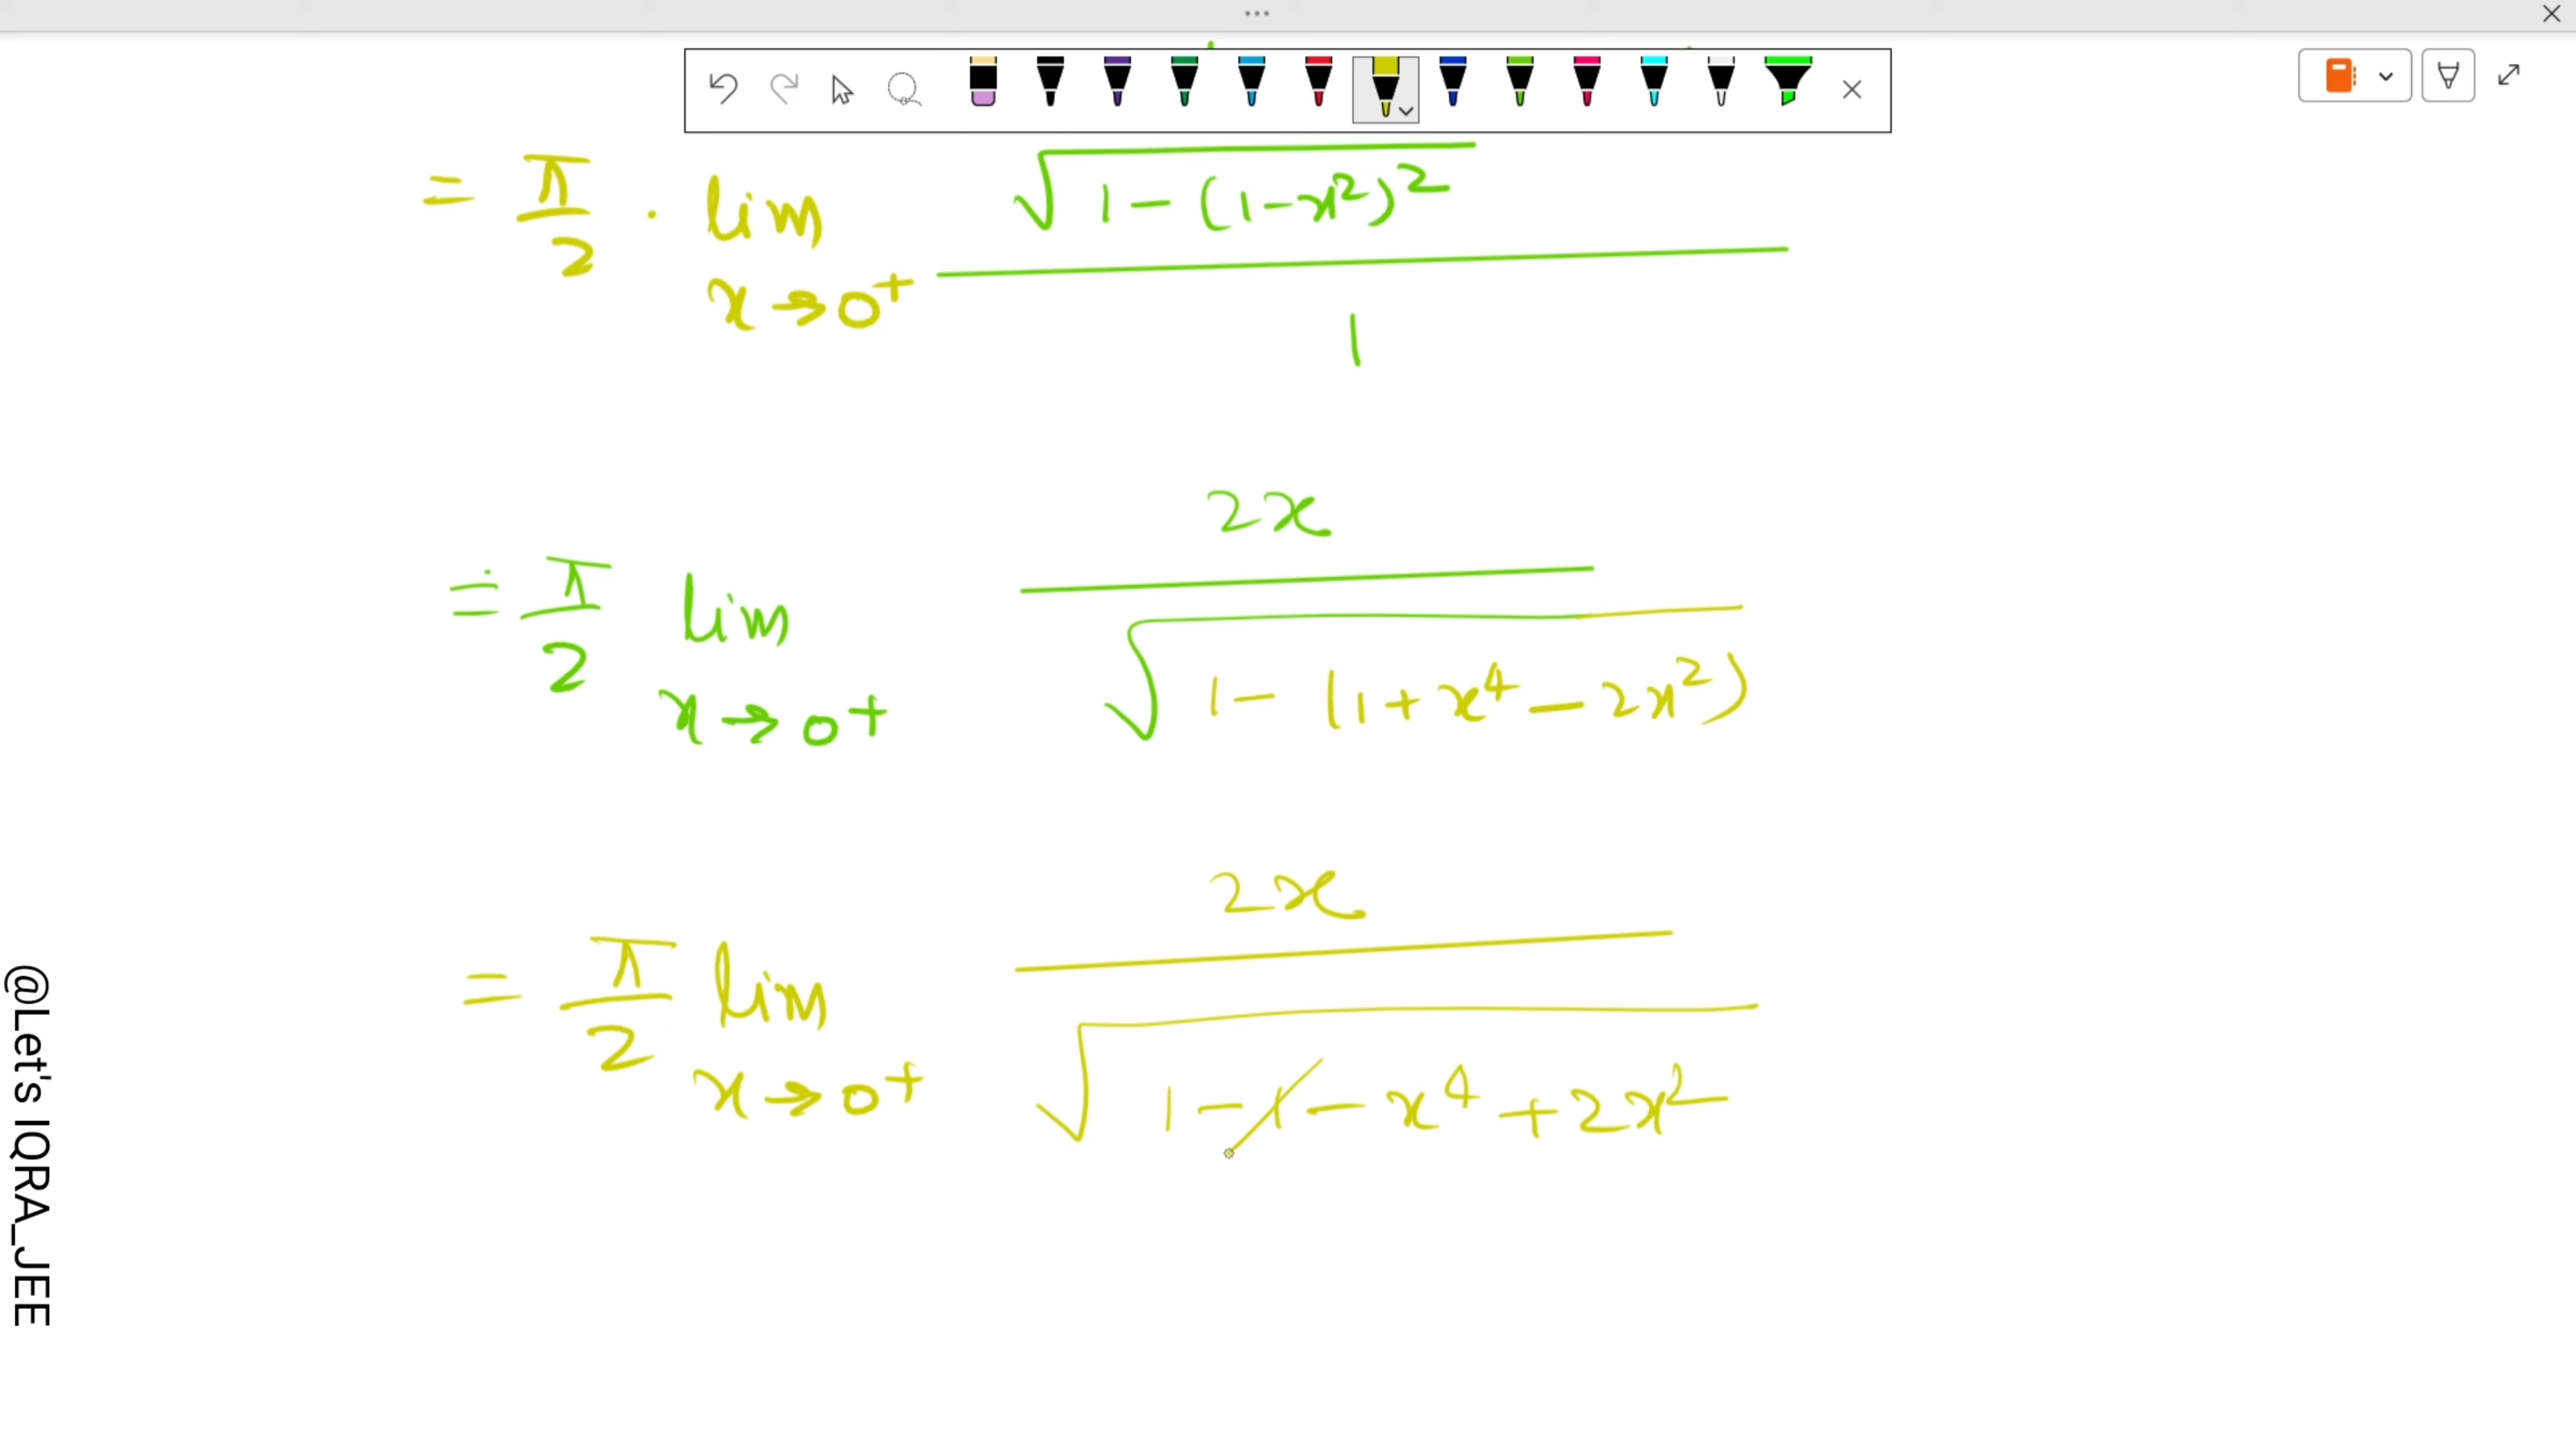 = π/2 · lim x→0+ √(1-(1-x²)²) / 1
= π/2 lim x→0+ 2x / √(1-(1+x⁴-2x²))
= π/2 lim x→0+ 2x / √(1-1-x⁴+2x²)
@Let's IQRA_JEE